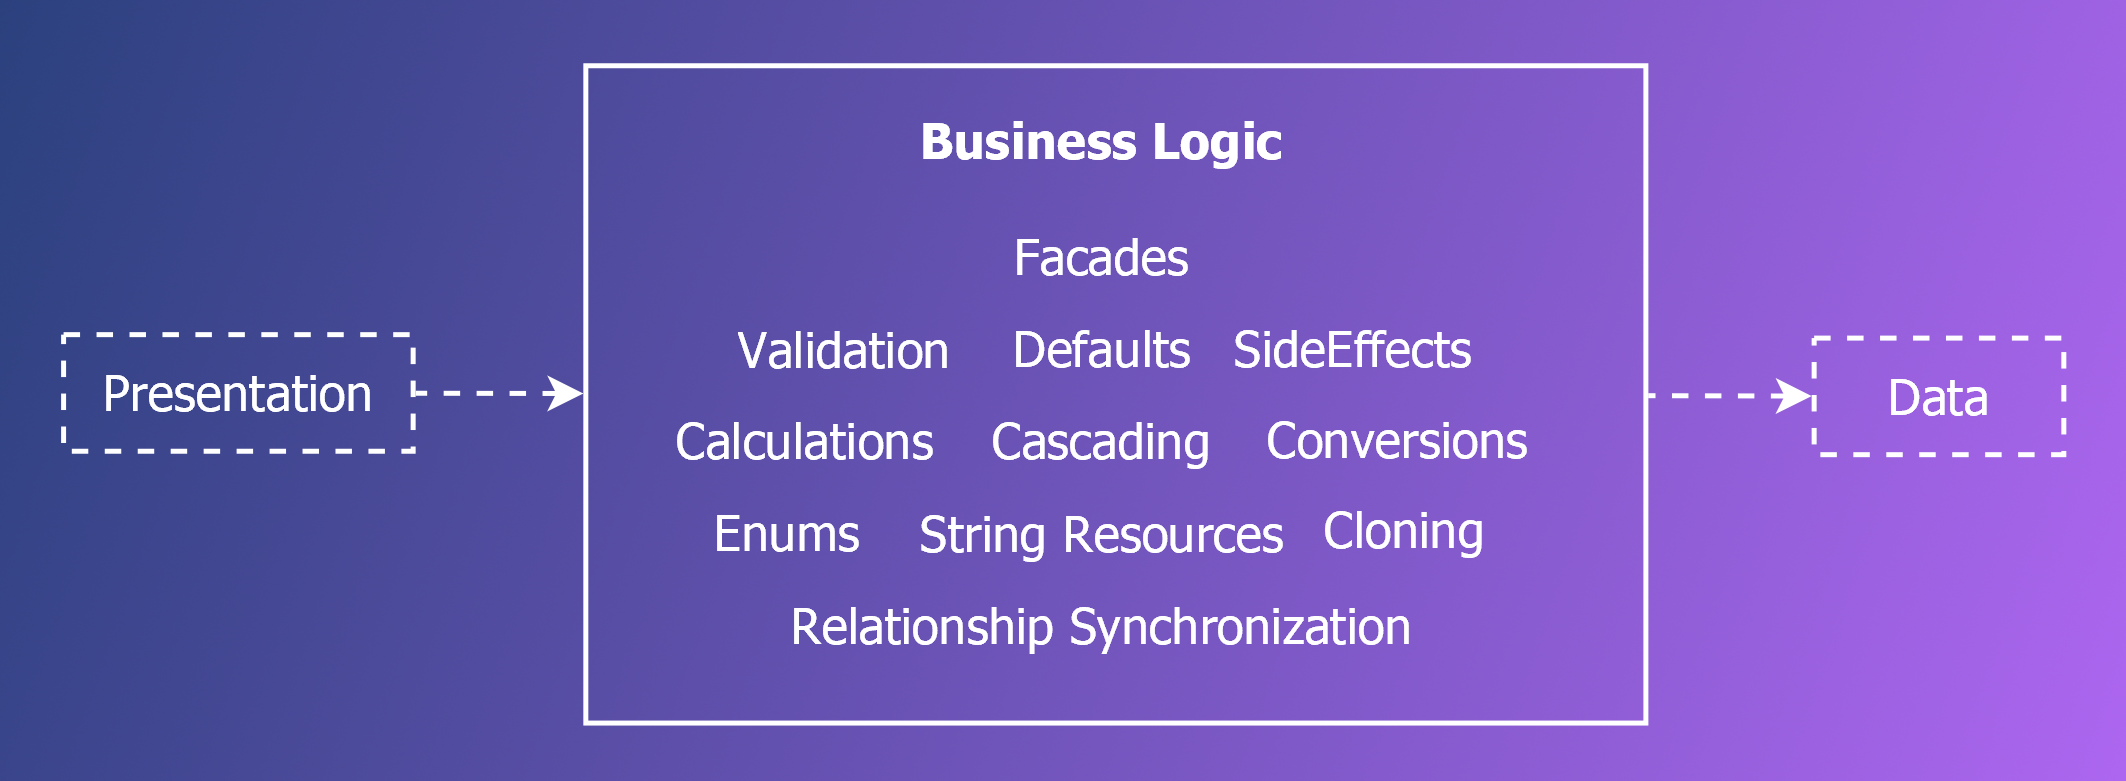 Business Logic
Facades
Validation Defaults SideEffects
Presentation
Data
Calculations Cascading Conversions
Enums String Resources Cloning
Relationship Synchronization